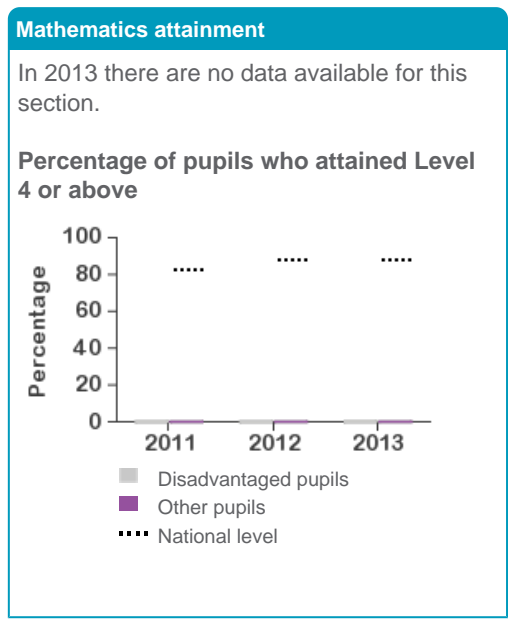 Mathematics attainment
In 2013 there are no data available for this
section.
Percentage of pupils who attained Level
4 or above
100
80
60
40
20
0
Percentage
2011 2012 2013
Disadvantaged pupils
Other pupils
National level